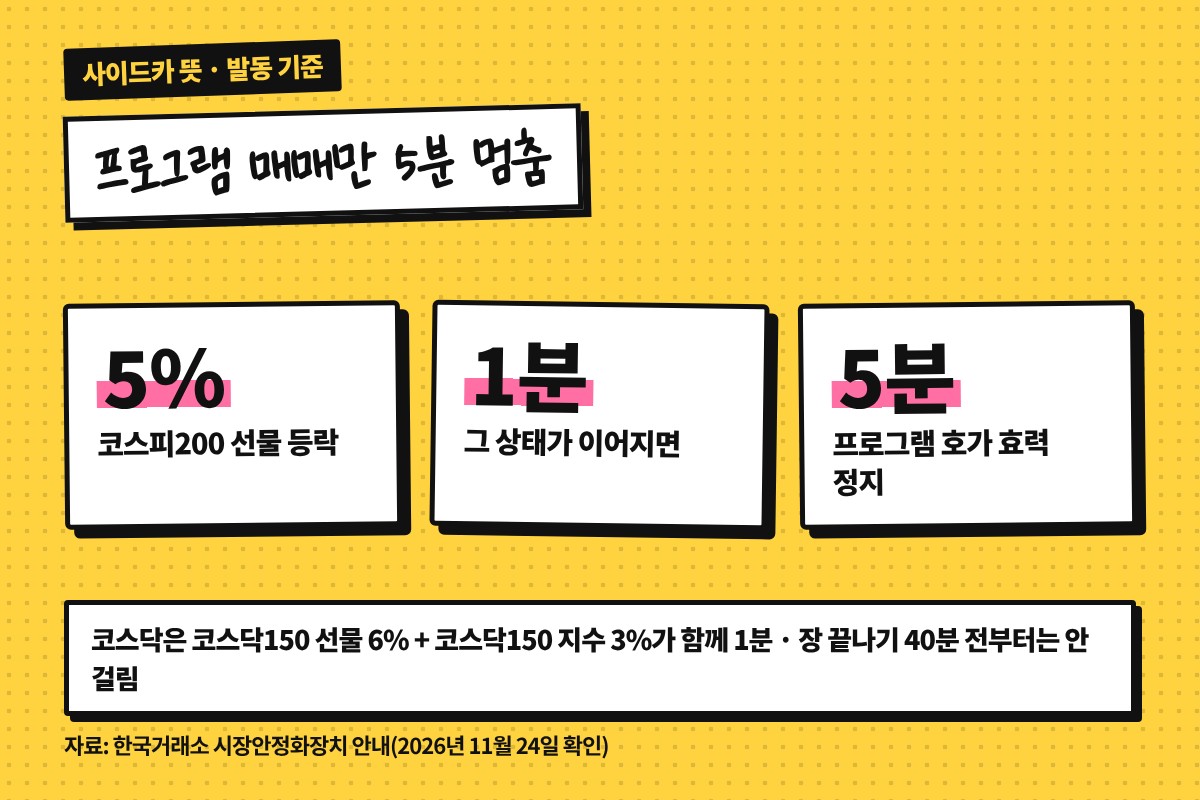 사이드카 뜻 · 발동 기준
프로그램 매매만 5분 멈춤
5%
코스피200 선물 등락
1분
그 상태가 이어지면
5분
프로그램 호가 효력
정지
코스닥은 코스닥150 선물 6% + 코스닥150 지수 3%가 함께 1분 · 장 끝나기 40분 전부터는 안
걸림
자료: 한국거래소 시장안정화장치 안내(2026년 11월 24일 확인)